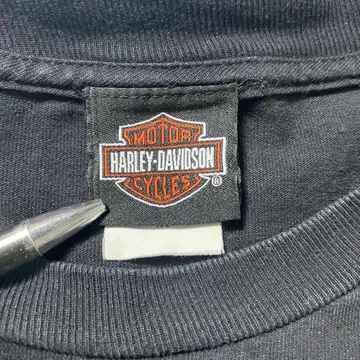 MOTOR
HARLEY-DAVIDSON
CYCLES
®